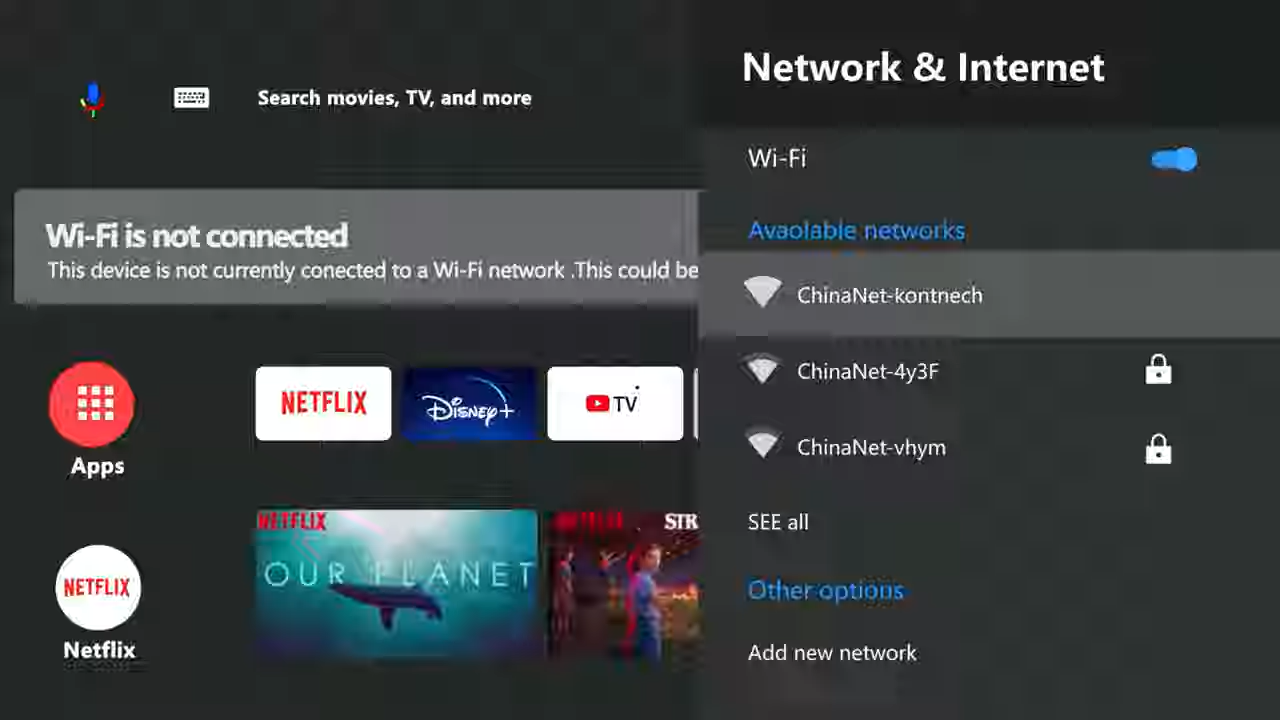 Search movies, TV, and more
Wi-Fi is not connected
This device is not currently conected to a Wi-Fi network .This could be
NETFLIX
Disney+
TV
Apps
NETFLIX
OUR PLANET
NETFLIX
STR
NETFLIX
Netflix
Network & Internet
Wi-Fi
Avaolable networks
ChinaNet-kontnech
ChinaNet-4y3F
ChinaNet-vhym
SEE all
Other options
Add new network